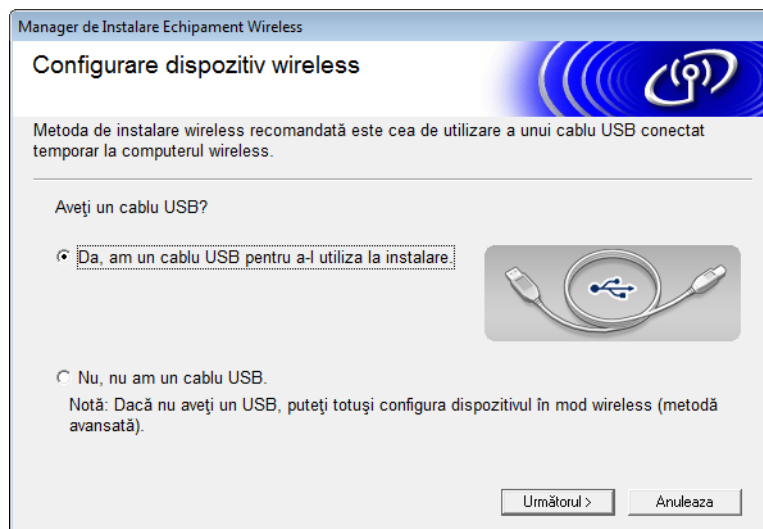 Manager de Instalare Echipament Wireless
Configurare dispozitiv wireless
Metoda de instalare wireless recomandată este cea de utilizare a unui cablu USB conectat
temporar la computerul wireless.
Aveţi un cablu USB?
Da, am un cablu USB pentru a-l utiliza la instalare.
Nu, nu am un cablu USB.
Notă: Dacă nu aveţi un USB, puteţi totuşi configura dispozitivul în mod wireless (metodă
avansată).
Următorul >
Anuleaza